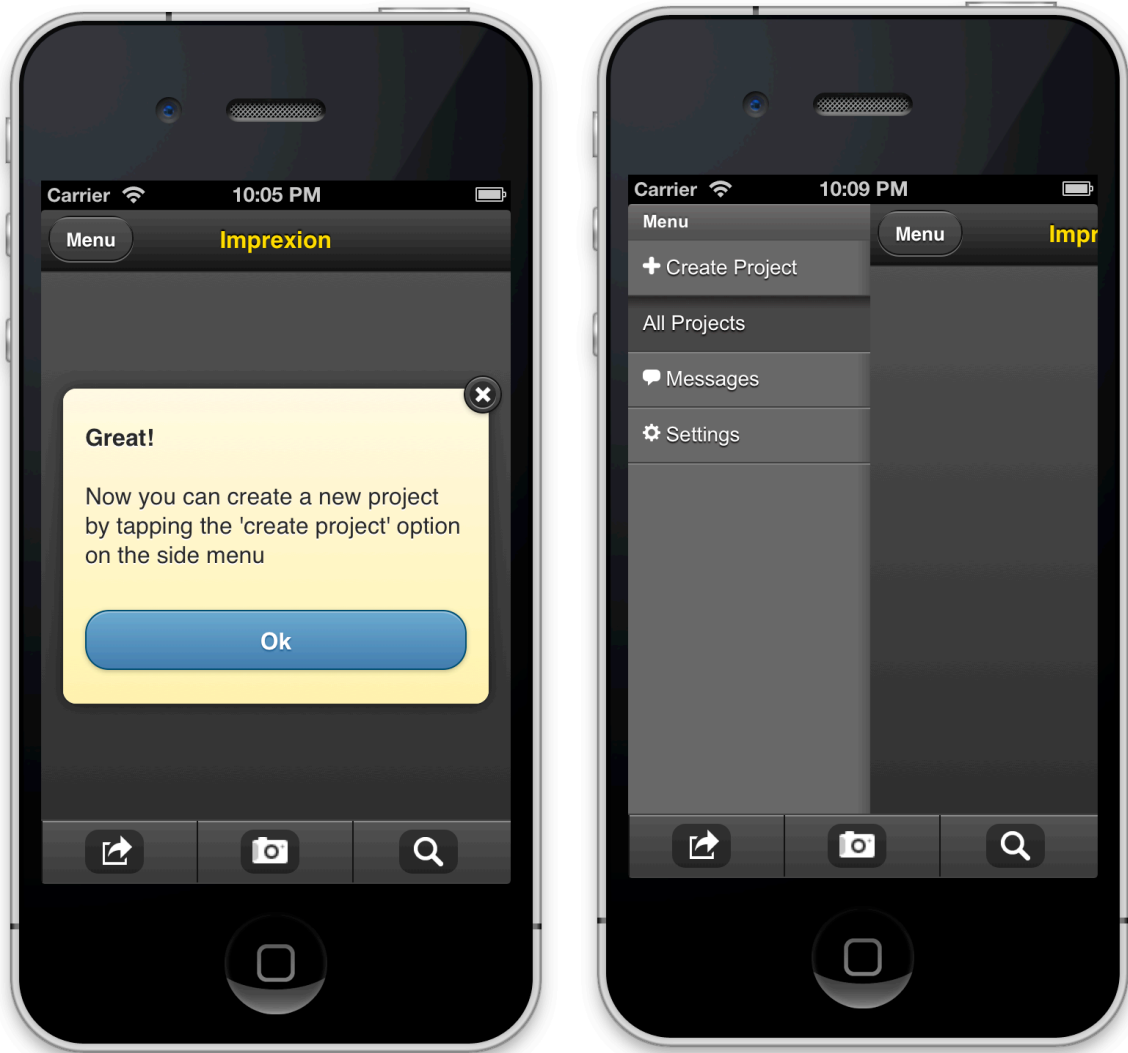 Carrier 10:05 PM
Menu Imprexion
Great!
Now you can create a new project
by tapping the 'create project' option
on the side menu
Ok
Carrier 10:09 PM
Menu
Menu Impr
Create Project
All Projects
Messages
Settings